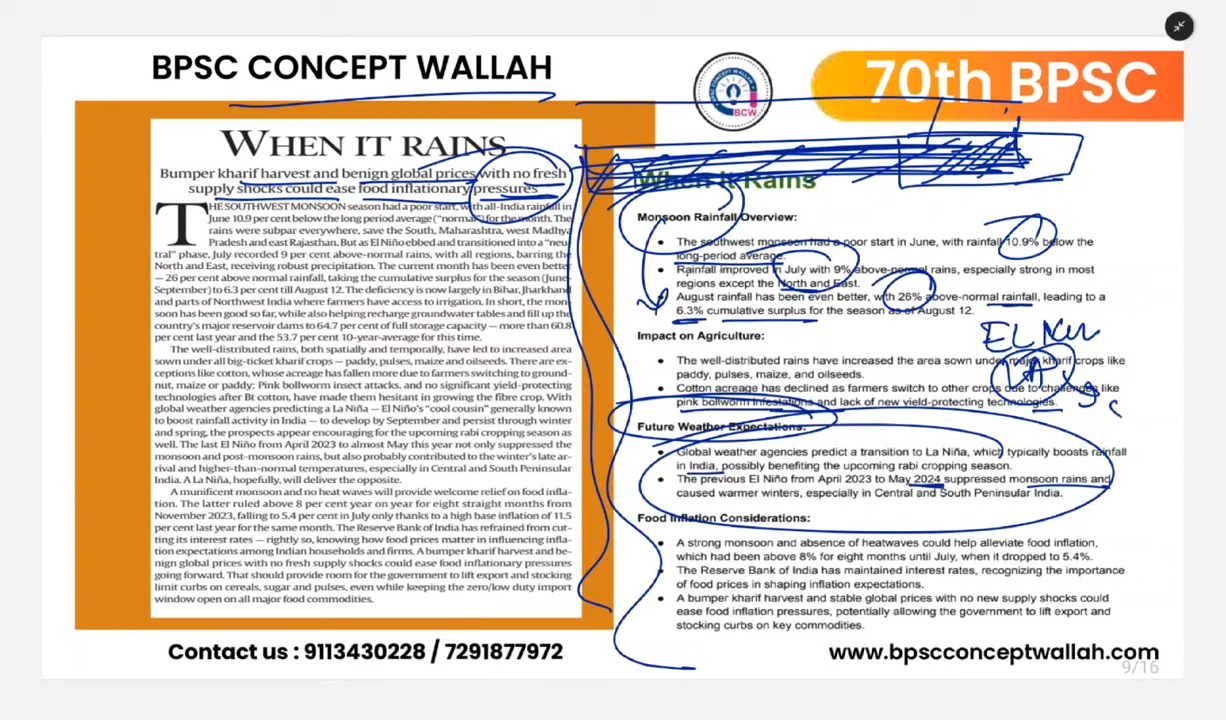 BPSC CONCEPT WALLAH
70th BPSC
BCW
WHEN IT RAINS
Bumper kharif harvest and benign global prices with no fresh
supply shocks could ease food inflationary pressures
THE SOUTHWEST MONSOON season had a poor start, with all-India rainfall in
June 10.9 per cent below the long period average ("normal") for the month. The
rains were subpar everywhere, save the South, Maharashtra, west Madhya
Pradesh and east Rajasthan. But as El Niño ebbed and transitioned into a "neu
tral" phase, July recorded 9 per cent above-normal rains, with all regions, barring the
North and East, receiving robust precipitation. The current month has been even better
— 26 per cent above normal rainfall, taking the cumulative surplus for the season (June-
September) to 6.3 per cent till August 12. The deficiency is now largely in Bihar, Jharkhand
and parts of Northwest India where farmers have access to irrigation. In short, the mon-
soon has been good so far, while also helping recharge groundwater tables and fill up the
country's major reservoir dams to 64.7 per cent of full storage capacity — more than 60.8
per cent last year and the 53.7 per cent 10-year-average for this time.
The well-distributed rains, both spatially and temporally, have led to increased area
sown under all big-ticket kharif crops — paddy, pulses, maize and oilseeds. There are ex-
ceptions like cotton, whose acreage has fallen more due to farmers switching to ground-
nut, maize or paddy: Pink bollworm insect attacks, and no significant yield-protecting
technologies after Bt cotton, have made them hesitant in growing the fibre crop. With
global weather agencies predicting a La Niña — El Niño's "cool cousin" generally known
to boost rainfall activity in India — to develop by September and persist through winter
and spring, the prospects appear encouraging for the upcoming rabi cropping season as
well. The last El Niño from April 2023 to almost May this year not only suppressed the
monsoon and post-monsoon rains, but also probably contributed to the winter's late ar-
rival and higher-than-normal temperatures, especially in Central and South Peninsular
India. A La Niña, hopefully, will deliver the opposite.
A munificent monsoon and no heat waves will provide welcome relief on food infla-
tion. The latter ruled above 8 per cent year on year for eight straight months from
November 2023, falling to 5.4 per cent in July only thanks to a high base inflation of 11.5
per cent last year for the same month. The Reserve Bank of India has refrained from cut-
ting its interest rates — rightly so, knowing how food prices matter in influencing infla-
tion expectations among Indian households and firms. A bumper kharif harvest and be-
nign global prices with no fresh supply shocks could ease food inflationary pressures
going forward. That should provide room for the government to lift export and stocking
limit curbs on cereals, sugar and pulses, even while keeping the zero/low duty import
window open on all major food commodities.
When it Rains
Monsoon Rainfall Overview:
• The southwest monsoon had a poor start in June, with rainfall 10.9% below the
long-period average.
• Rainfall improved in July with 9% above-normal rains, especially strong in most
regions except the North and East.
• August rainfall has been even better, with 26% above-normal rainfall, leading to a
6.3% cumulative surplus for the season as of August 12.
Impact on Agriculture:
• The well-distributed rains have increased the area sown under major kharif crops like
paddy, pulses, maize, and oilseeds.
• Cotton acreage has declined as farmers switch to other crops due to challenges like
pink bollworm infestations and lack of new yield-protecting technologies.
Future Weather Expectations:
• Global weather agencies predict a transition to La Niña, which typically boosts rainfall
in India, possibly benefiting the upcoming rabi cropping season.
• The previous El Niño from April 2023 to May 2024 suppressed monsoon rains and
caused warmer winters, especially in Central and South Peninsular India.
Food Inflation Considerations:
• A strong monsoon and absence of heatwaves could help alleviate food inflation,
which had been above 8% for eight months until July, when it dropped to 5.4%.
• The Reserve Bank of India has maintained interest rates, recognizing the importance
of food prices in shaping inflation expectations.
• A bumper kharif harvest and stable global prices with no new supply shocks could
ease food inflation pressures, potentially allowing the government to lift export and
stocking curbs on key commodities.
Contact us : 9113430228 / 7291877972
www.bpscconceptwallah.com
9/16